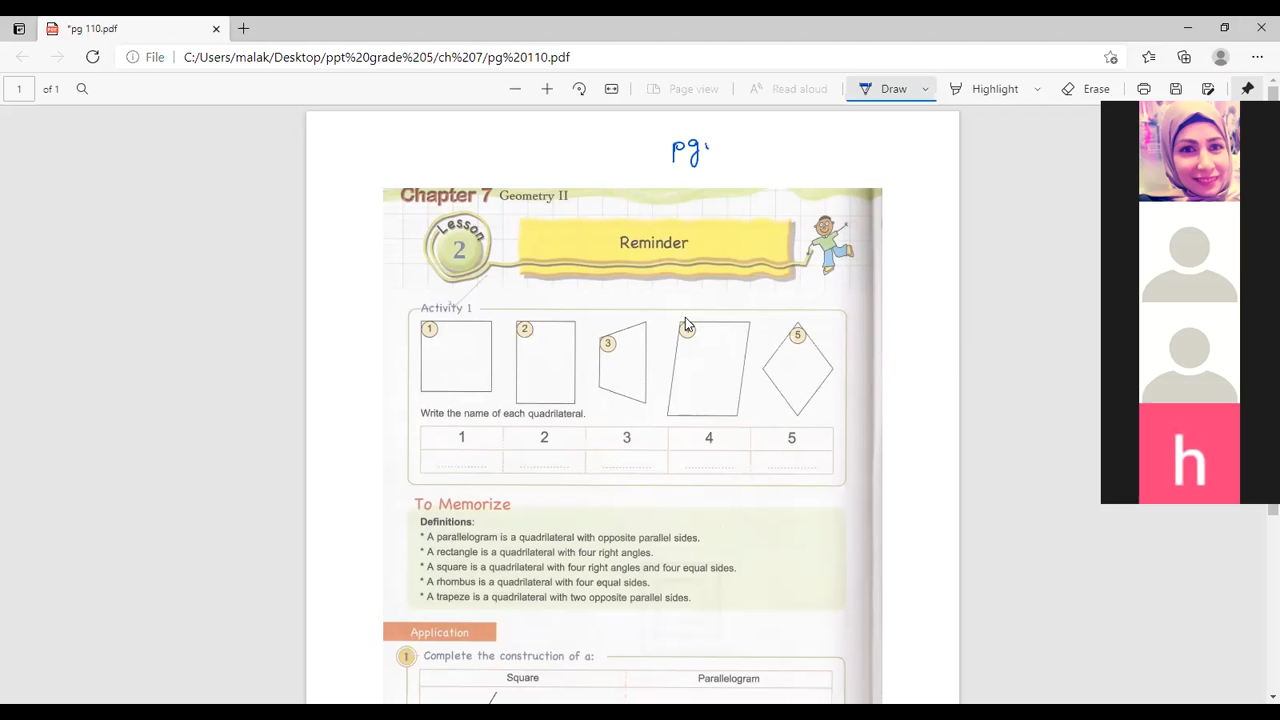 *pg 110.pdf
File
C:/Users/malak/Desktop/ppt%20grade%205/ch%207/pg%20110.pdf
1 of 1
Page view
Read aloud
Draw
Highlight
Erase
pg.
Chapter 7 Geometry II
Lesson
2
Reminder
Activity 1
1 2 3 5
Write the name of each quadrilateral.
1 2 3 4 5
To Memorize
Definitions:
* A parallelogram is a quadrilateral with opposite parallel sides.
* A rectangle is a quadrilateral with four right angles.
* A square is a quadrilateral with four right angles and four equal sides.
* A rhombus is a quadrilateral with four equal sides.
* A trapeze is a quadrilateral with two opposite parallel sides.
Application
1 Complete the construction of a:
Square Parallelogram
h